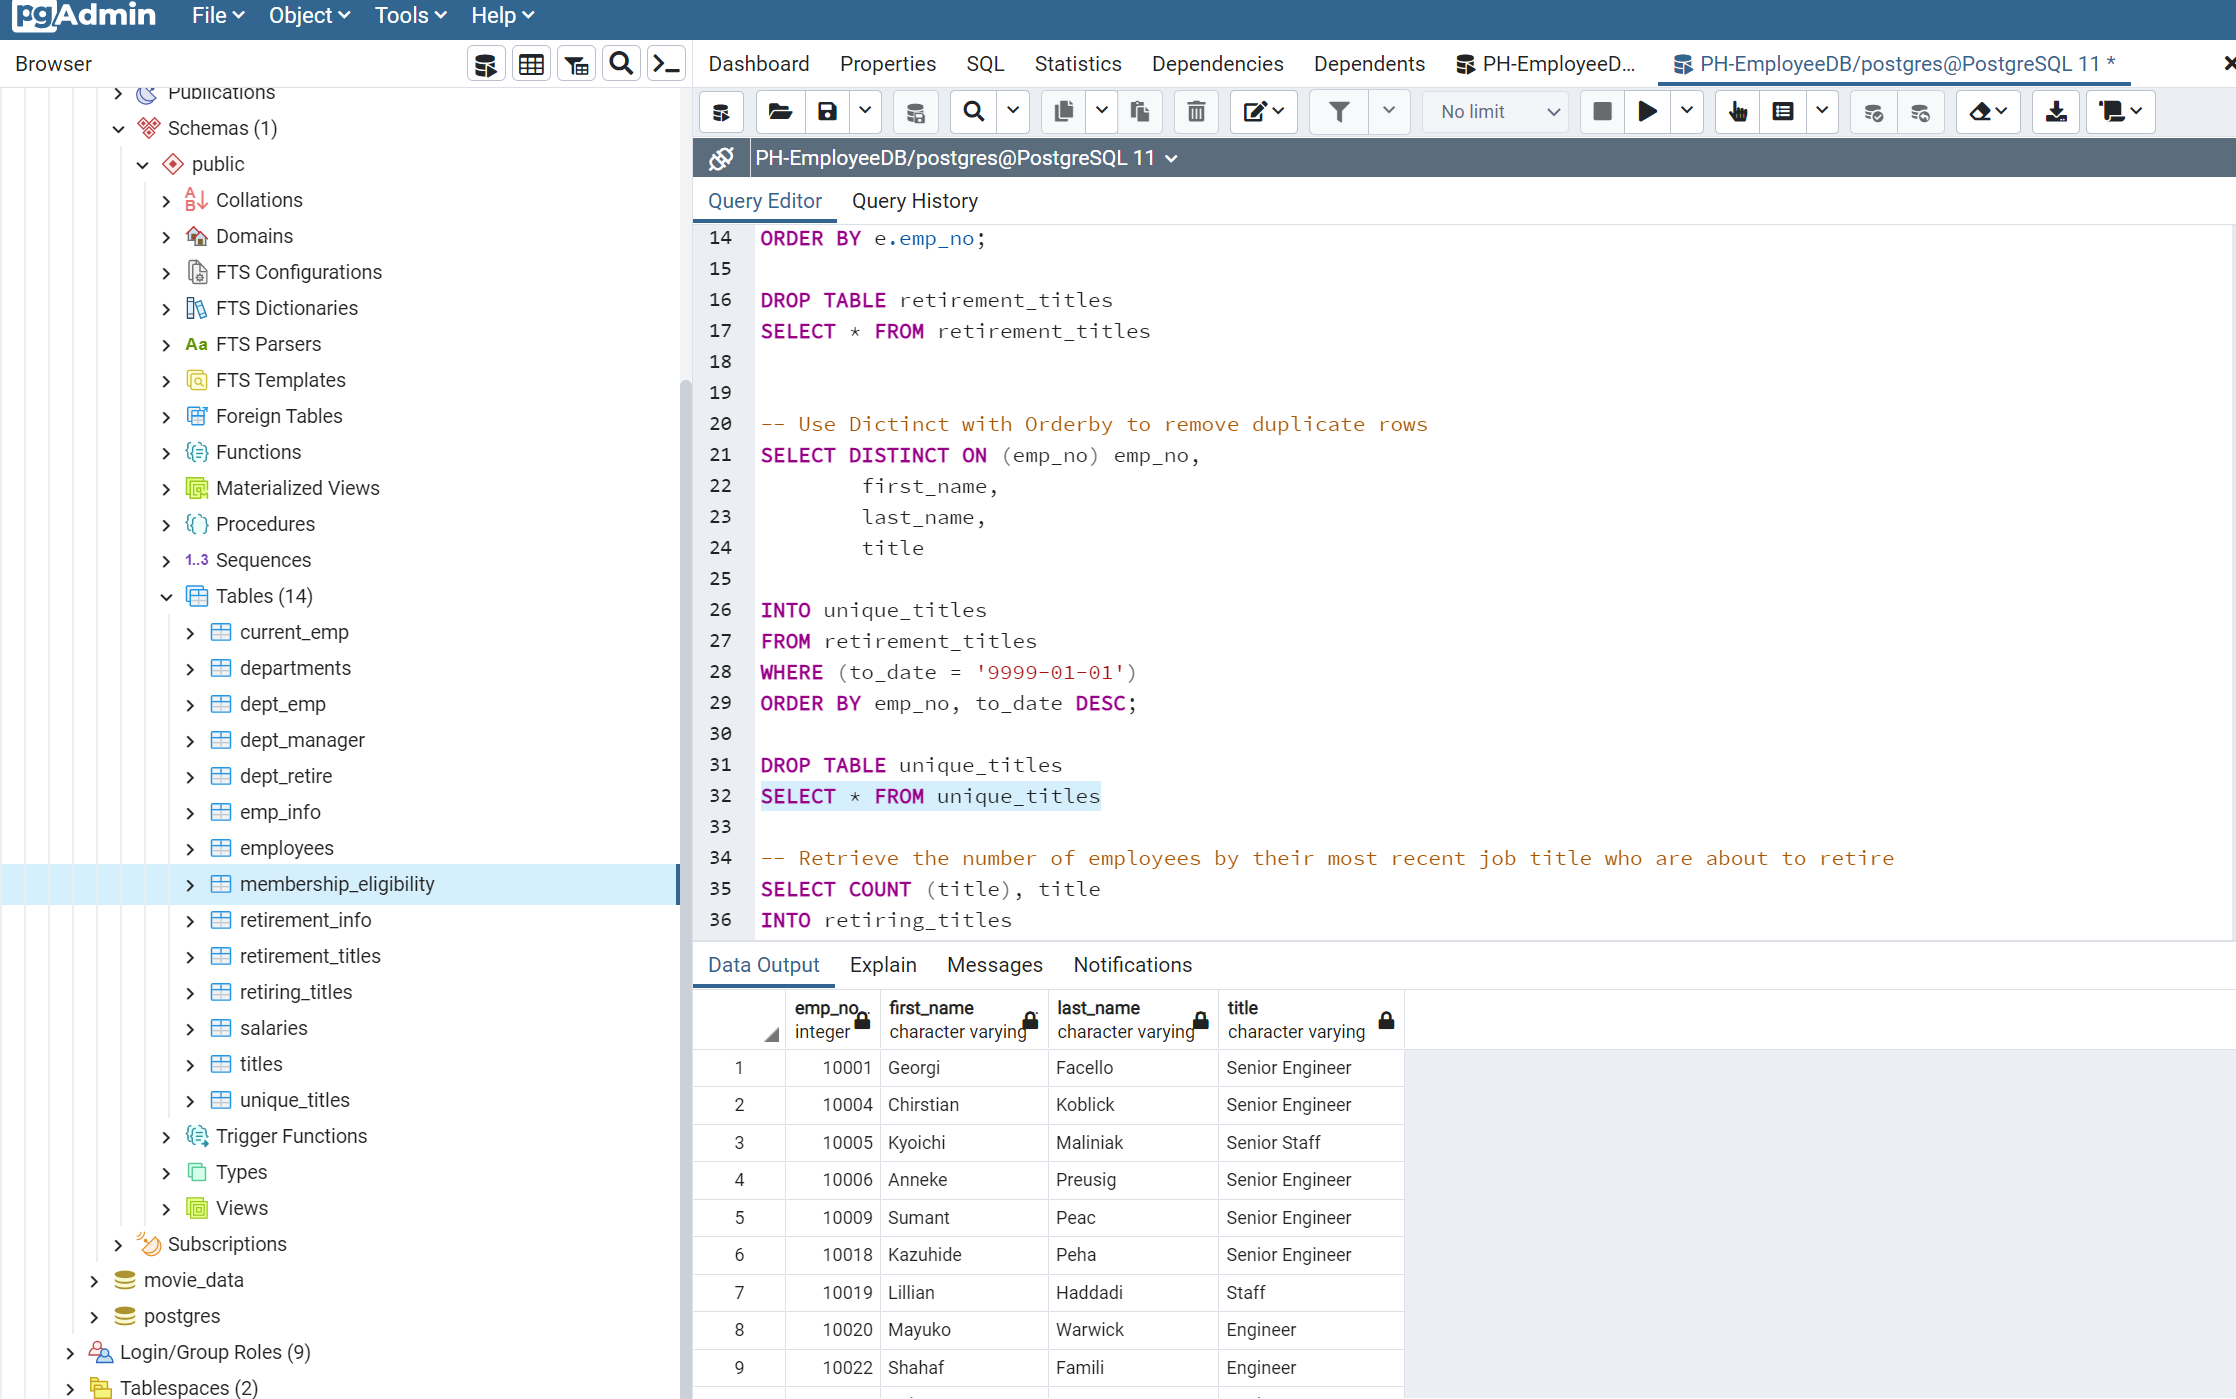 pgAdmin File Object Tools Help
Browser
Dashboard Properties SQL Statistics Dependencies Dependents PH-EmployeeD... PH-EmployeeDB/postgres@PostgreSQL 11 *
No limit
PH-EmployeeDB/postgres@PostgreSQL 11
Query Editor Query History
Publications
Schemas (1)
public
Collations
Domains
FTS Configurations
FTS Dictionaries
Aa FTS Parsers
FTS Templates
Foreign Tables
Functions
Materialized Views
Procedures
1..3 Sequences
Tables (14)
current_emp
departments
dept_emp
dept_manager
dept_retire
emp_info
employees
membership_eligibility
retirement_info
retirement_titles
retiring_titles
salaries
titles
unique_titles
Trigger Functions
Types
Views
Subscriptions
movie_data
postgres
Login/Group Roles (9)
Tablespaces (2)
14 ORDER BY e.emp_no;
15
16 DROP TABLE retirement_titles
17 SELECT * FROM retirement_titles
18
19
20 -- Use Dictinct with Orderby to remove duplicate rows
21 SELECT DISTINCT ON (emp_no) emp_no,
22 first_name,
23 last_name,
24 title
25
26 INTO unique_titles
27 FROM retirement_titles
28 WHERE (to_date = '9999-01-01')
29 ORDER BY emp_no, to_date DESC;
30
31 DROP TABLE unique_titles
32 SELECT * FROM unique_titles
33
34 -- Retrieve the number of employees by their most recent job title who are about to retire
35 SELECT COUNT (title), title
36 INTO retiring_titles
Data Output Explain Messages Notifications
emp_no first_name last_name title
integer character varying character varying character varying
1 10001 Georgi Facello Senior Engineer
2 10004 Chirstian Koblick Senior Engineer
3 10005 Kyoichi Maliniak Senior Staff
4 10006 Anneke Preusig Senior Engineer
5 10009 Sumant Peac Senior Engineer
6 10018 Kazuhide Peha Senior Engineer
7 10019 Lillian Haddadi Staff
8 10020 Mayuko Warwick Engineer
9 10022 Shahaf Famili Engineer